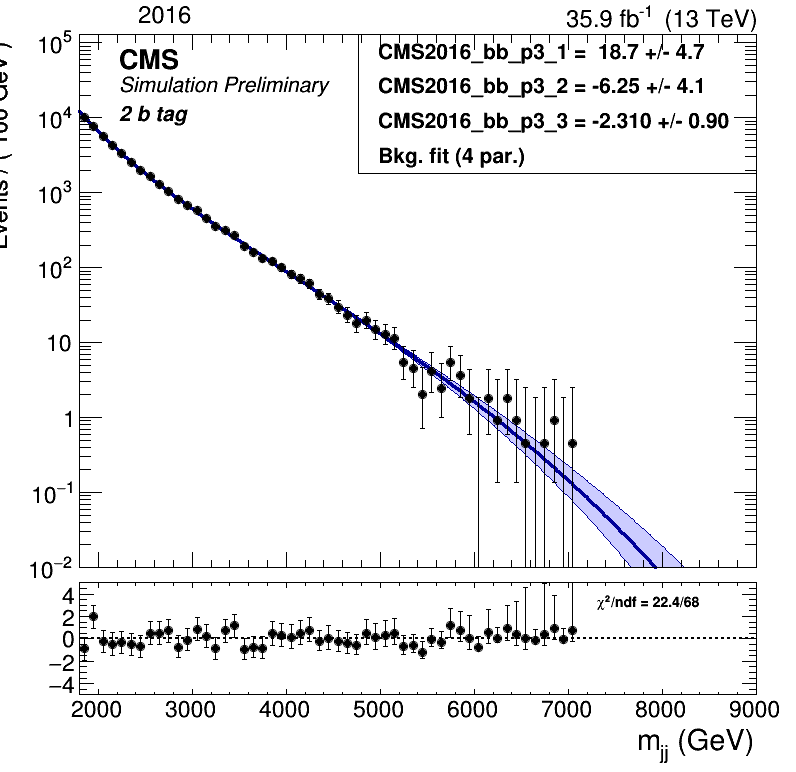 2016
35.9 fb⁻¹ (13 TeV)
CMS
Simulation Preliminary
2 b tag
CMS2016_bb_p3_1 = 18.7 +/- 4.7
CMS2016_bb_p3_2 = -6.25 +/- 4.1
CMS2016_bb_p3_3 = -2.310 +/- 0.90
Bkg. fit (4 par.)
Events / ( 100 GeV )
10⁵
10⁴
10³
10²
10
1
10⁻¹
10⁻²
χ²/ndf = 22.4/68
4
2
0
−2
−4
2000 3000 4000 5000 6000 7000 8000 9000
m_jj (GeV)